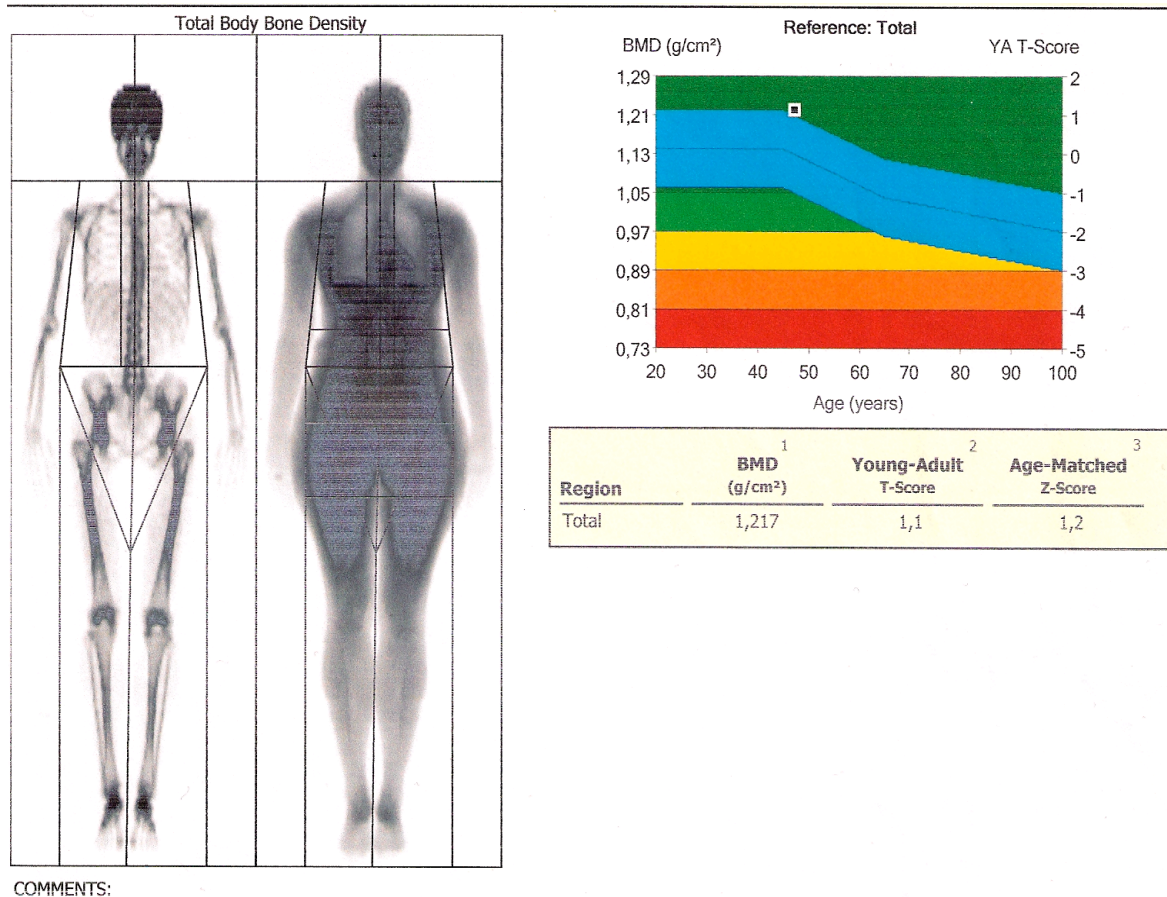 Total Body Bone Density
Reference: Total
BMD (g/cm²) YA T-Score
1,29 2
1,21 1
1,13 0
1,05 -1
0,97 -2
0,89 -3
0,81 -4
0,73 -5
20 30 40 50 60 70 80 90 100
Age (years)
1 2 3
BMD Young-Adult Age-Matched
Region (g/cm²) T-Score Z-Score
Total 1,217 1,1 1,2
COMMENTS: